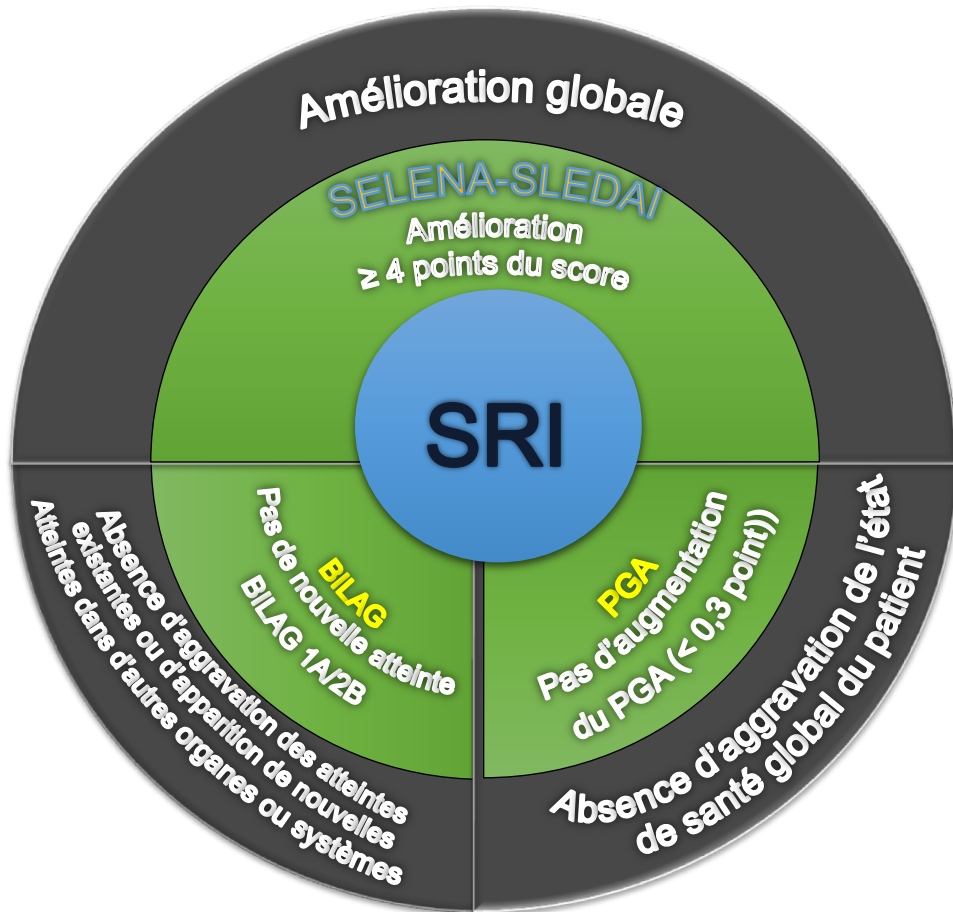 Amélioration globale
SELENA-SLEDAI
Amélioration
≥ 4 points du score
SRI
BILAG
Pas de nouvelle atteinte
BILAG 1A/2B
PGA
Pas d'augmentation
du PGA (< 0,3 point))
Absence d'aggravation des atteintes
existantes ou d'apparition de nouvelles
Atteintes dans d'autres organes ou systèmes
Absence d'aggravation de l'état
de santé global du patient